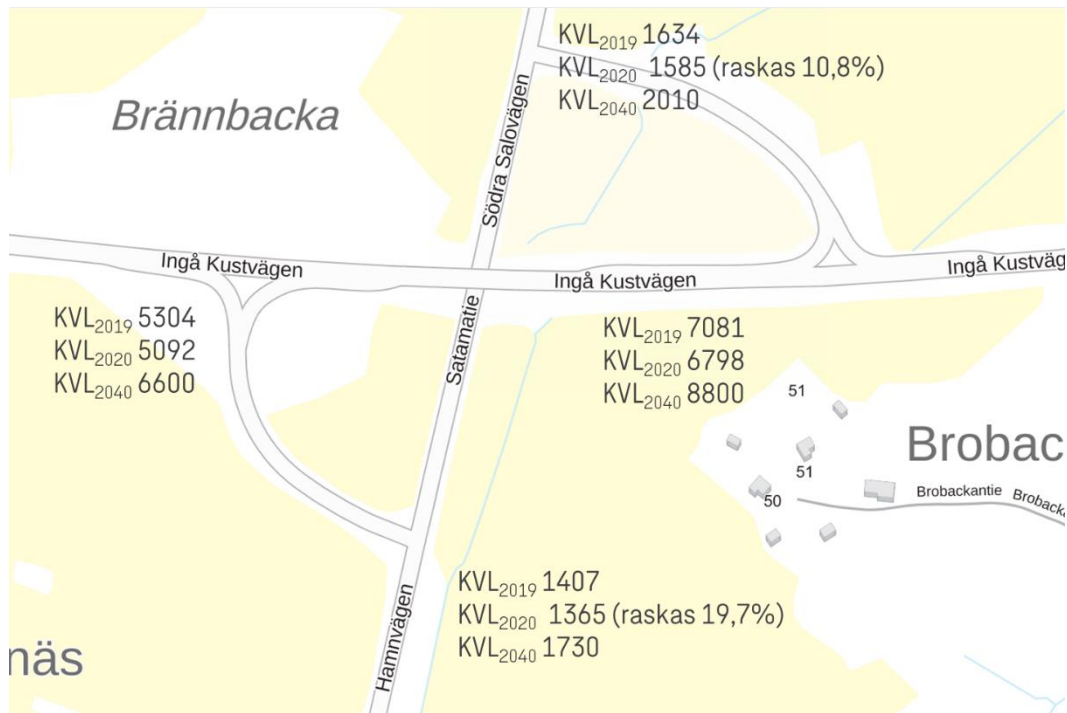 KVL₂₀₁₉ 1634
KVL₂₀₂₀ 1585 (raskas 10,8%)
KVL₂₀₄₀ 2010
Brännbacka
Södra Salovägen
Ingå Kustvägen
Ingå Kustvägen
Ingå Kustväg
Satamatie
KVL₂₀₁₉ 5304
KVL₂₀₂₀ 5092
KVL₂₀₄₀ 6600
KVL₂₀₁₉ 7081
KVL₂₀₂₀ 6798
KVL₂₀₄₀ 8800
51
Brobac
51
50
Brobackantie
Brobacka
KVL₂₀₁₉ 1407
KVL₂₀₂₀ 1365 (raskas 19,7%)
KVL₂₀₄₀ 1730
Hamnvägen
näs